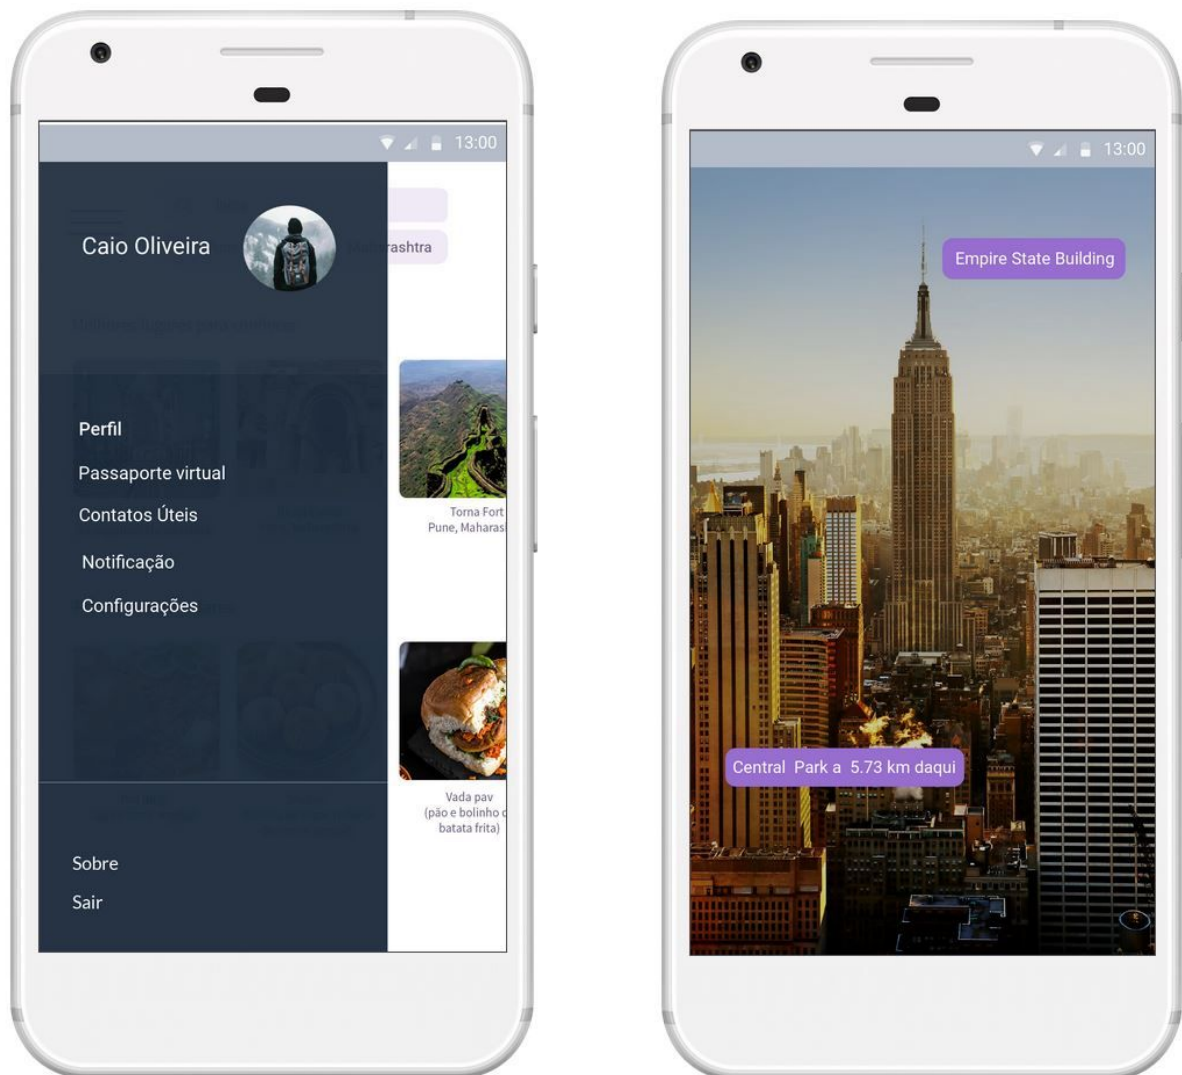 13:00
Caio Oliveira
rashtra
Perfil
Passaporte virtual
Contatos Úteis
Notificação
Configurações
Torna Fort
Pune, Maharas
Vada pav
(pão e bolinho
batata frita)
Sobre
Sair
13:00
Empire State Building
Central Park a 5.73 km daqui